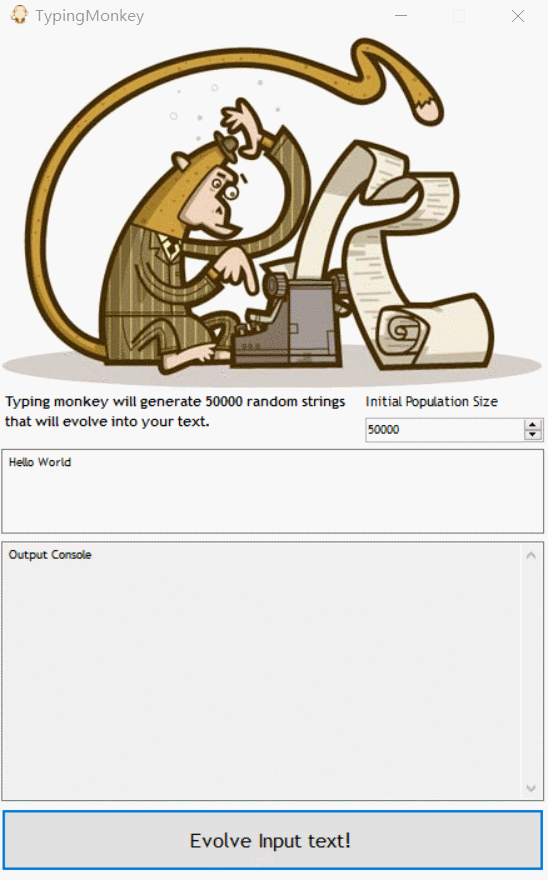 TypingMonkey
Typing monkey will generate 50000 random strings
that will evolve into your text.
Initial Population Size
50000
Hello World
Output Console
Evolve Input text!